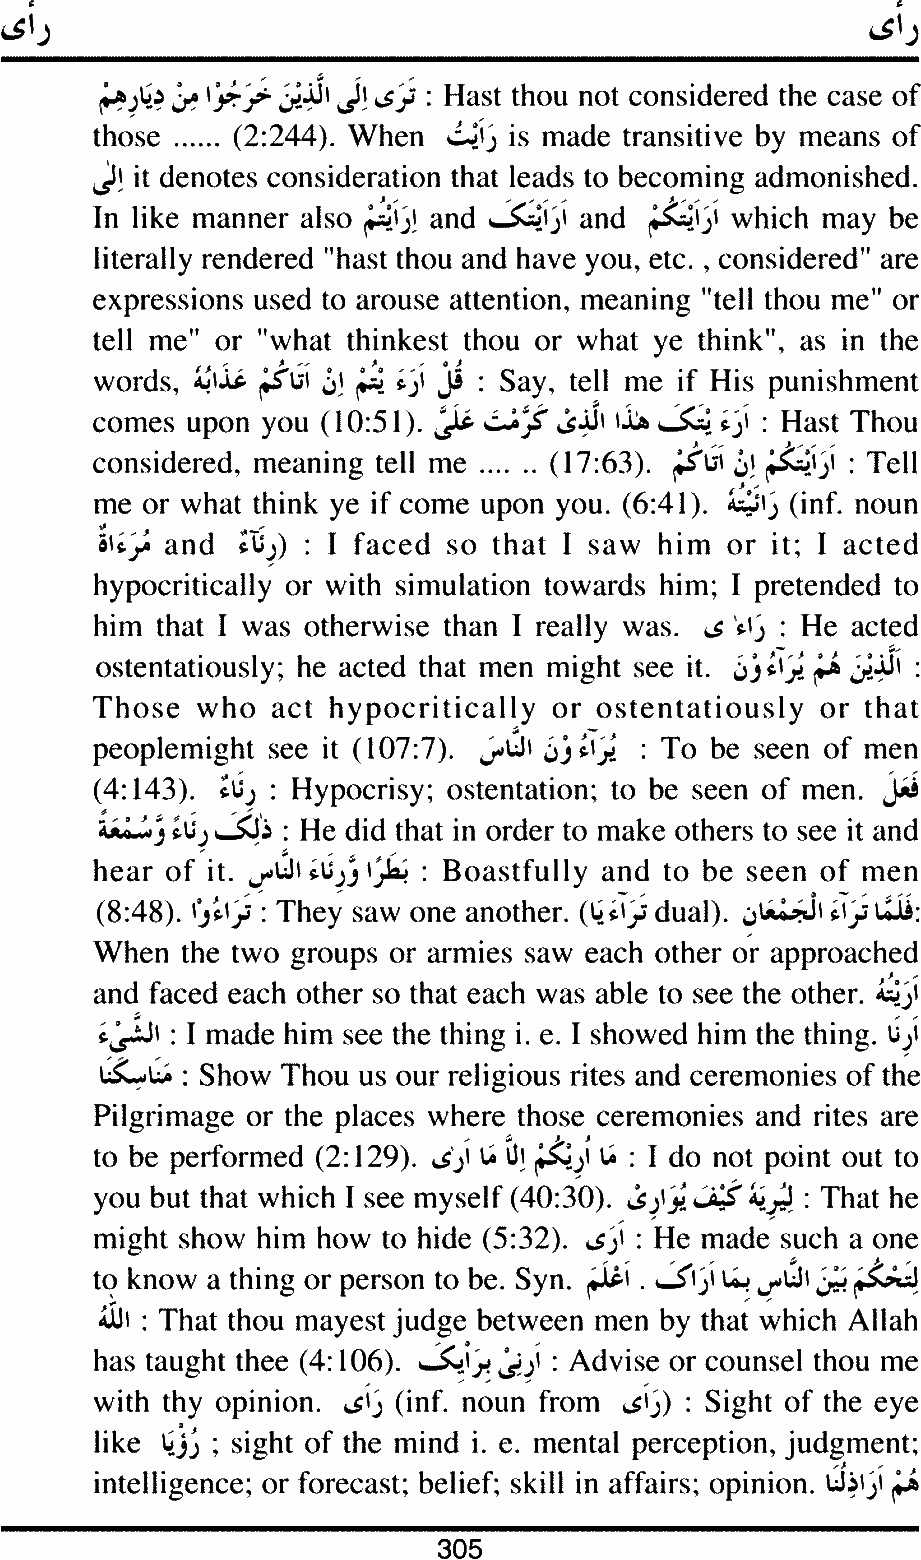 رأى رأى
تَرَى اِلَى الَّذِيْنَ خَرَجُوْا مِنْ دِيَارِهِمْ : Hast thou not considered the case of
those ...... (2:244). When رَاَيْتَ is made transitive by means of
اِلٰى it denotes consideration that leads to becoming admonished.
In like manner also اِرَاَيْتُمْ and اَرَاَيْتَكَ and اَرَاَيْتَكُمْ which may be
literally rendered "hast thou and have you, etc. , considered" are
expressions used to arouse attention, meaning "tell thou me" or
tell me" or "what thinkest thou or what ye think", as in the
words, قُلْ اَرَءَ يْتُمْ اِنْ اَتَاكُمْ عَذَابُهٗ : Say, tell me if His punishment
comes upon you (10:51). اَرَءَ يْتَكَ هٰذَا الَّذِىْ كَرَّمْتَ عَلَىَّ : Hast Thou
considered, meaning tell me .... .. (17:63). اَرَاَيْتَكُمْ اِنْ اَتَاكُمْ : Tell
me or what think ye if come upon you. (6:41). رَائَيْتُهٗ (inf. noun
مُرَءَاةٌ and رِئَآءٌ) : I faced so that I saw him or it; I acted
hypocritically or with simulation towards him; I pretended to
him that I was otherwise than I really was. رَاءٰ ى : He acted
ostentatiously; he acted that men might see it. اَلَّذِيْنَ هُمْ يُرَآءُوْنَ :
Those who act hypocritically or ostentatiously or that
peoplemight see it (107:7). يُرَآءُوْنَ النَّاسَ : To be seen of men
(4:143). رِئَاءٌ : Hypocrisy; ostentation; to be seen of men. فَعَلَ
ذٰلِكَ رِئَاءً وَّسُمْعَةً : He did that in order to make others to see it and
hear of it. بَطَرًا وَّرِئَاءَ النَّاسِ : Boastfully and to be seen of men
(8:48). تَرَاءَوْا : They saw one another. (تَرَآءَيَا dual). فَلَمَّا تَرَآءَ الْجَمْعَانِ:
When the two groups or armies saw each other or approached
and faced each other so that each was able to see the other. اَرَيْتُهُ
الشَّيْءَ : I made him see the thing i. e. I showed him the thing. اَرِنَا
مَنَاسِكَنَا : Show Thou us our religious rites and ceremonies of the
Pilgrimage or the places where those ceremonies and rites are
to be performed (2:129). مَا اُرِيْكُمْ اِلَّا مَا اَرٰى : I do not point out to
you but that which I see myself (40:30). لِيُرِيَهٗ كَيْفَ يُوَارِىْ : That he
might show him how to hide (5:32). اَرٰى : He made such a one
to know a thing or person to be. Syn. اَعْلَمَ . لِتَحْكُمَ بَيْنَ النَّاسِ بِمَا اَرَاكَ
اللّٰهُ : That thou mayest judge between men by that which Allah
has taught thee (4:106). اَرِنِىْ بِرَاْيِكَ : Advise or counsel thou me
with thy opinion. رَاْىٌ (inf. noun from رَاَى) : Sight of the eye
like رُؤْيَا ; sight of the mind i. e. mental perception, judgment;
intelligence; or forecast; belief; skill in affairs; opinion. هُمْ اَرَاذِلُنَا
305